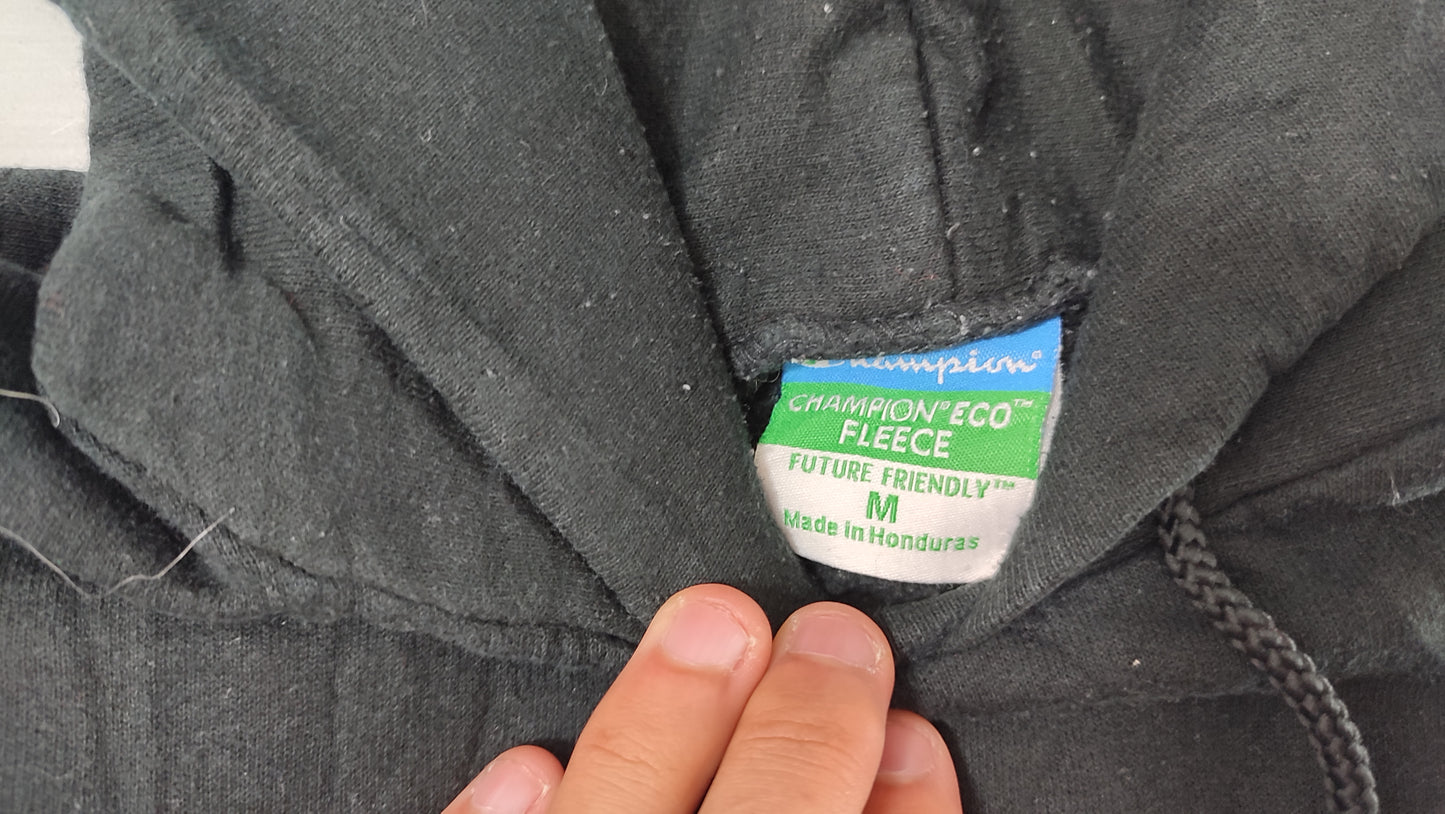 Champion®
CHAMPION® ECO™
FLEECE
FUTURE FRIENDLY™
M
Made in Honduras